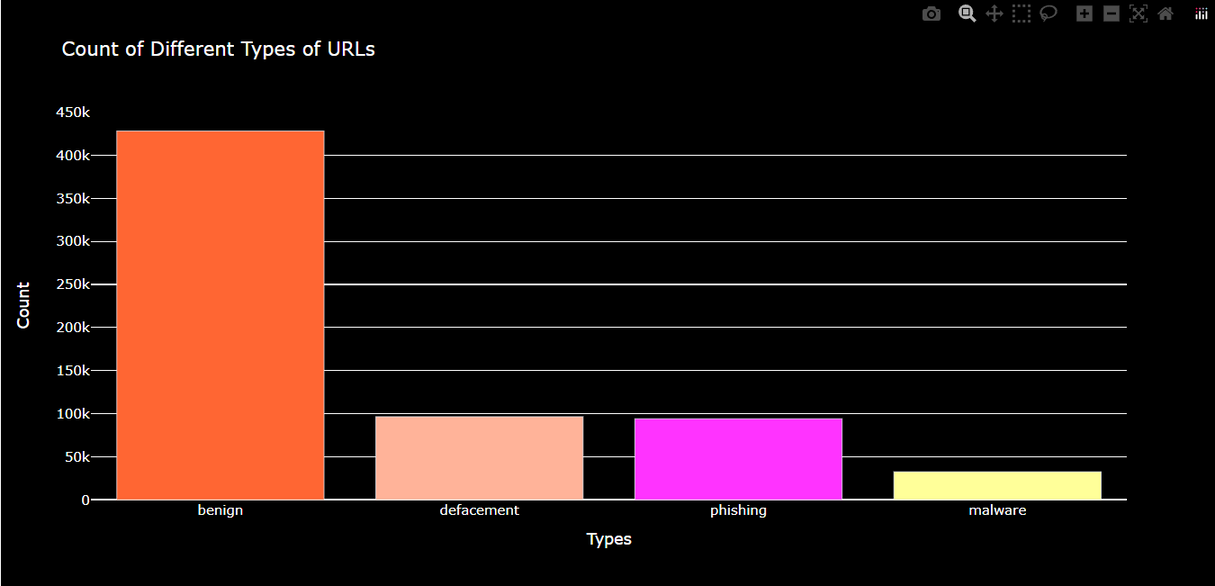 Count of Different Types of URLs
450k
400k
350k
300k
250k
200k
150k
100k
50k
0
Count
benign defacement phishing malware
Types